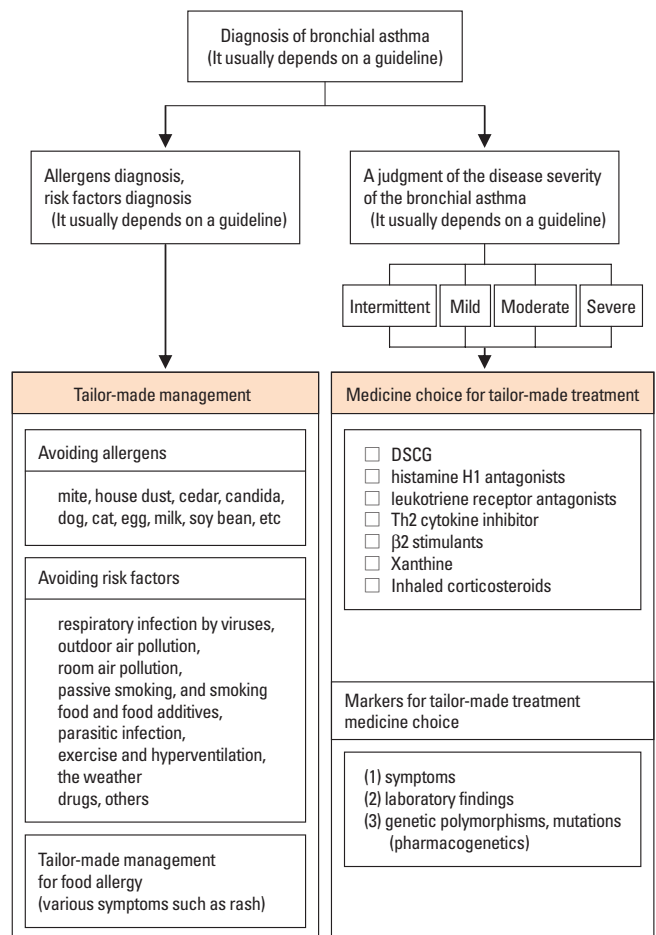 Diagnosis of bronchial asthma
(It usually depends on a guideline)
Allergens diagnosis,
risk factors diagnosis
(It usually depends on a guideline)
A judgment of the disease severity
of the bronchial asthma
(It usually depends on a guideline)
Intermittent
Mild
Moderate
Severe
Tailor-made management
Avoiding allergens
mite, house dust, cedar, candida,
dog, cat, egg, milk, soy bean, etc
Avoiding risk factors
respiratory infection by viruses,
outdoor air pollution,
room air pollution,
passive smoking, and smoking
food and food additives,
parasitic infection,
exercise and hyperventilation,
the weather
drugs, others
Tailor-made management
for food allergy
(various symptoms such as rash)
Medicine choice for tailor-made treatment
□ DSCG
□ histamine H1 antagonists
□ leukotriene receptor antagonists
□ Th2 cytokine inhibitor
□ β2 stimulants
□ Xanthine
□ Inhaled corticosteroids
Markers for tailor-made treatment
medicine choice
(1) symptoms
(2) laboratory findings
(3) genetic polymorphisms, mutations
(pharmacogenetics)